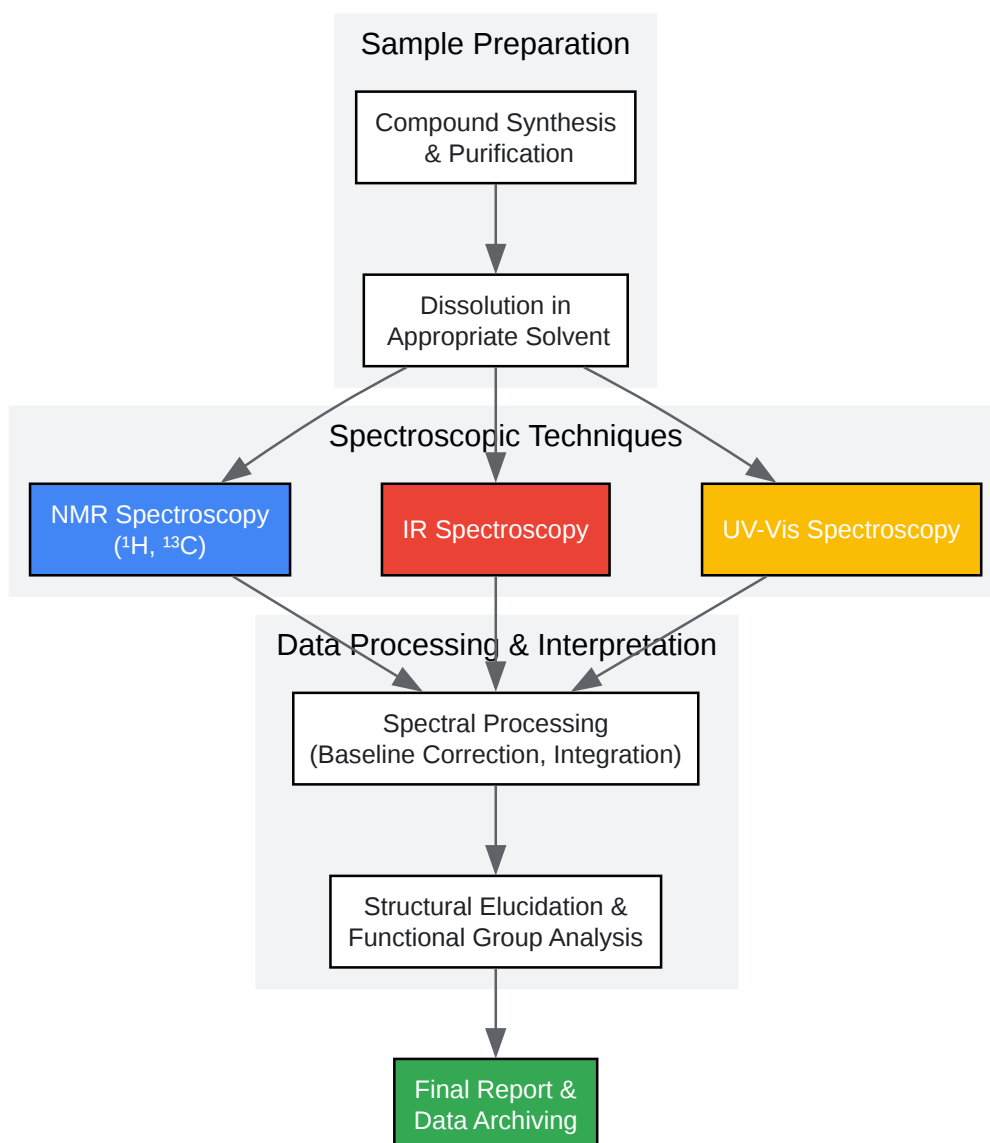 Sample Preparation
Compound Synthesis
& Purification
Dissolution in
Appropriate Solvent
Spectroscopic Techniques
NMR Spectroscopy
(¹H, ¹³C)
IR Spectroscopy
UV-Vis Spectroscopy
Data Processing & Interpretation
Spectral Processing
(Baseline Correction, Integration)
Structural Elucidation &
Functional Group Analysis
Final Report &
Data Archiving